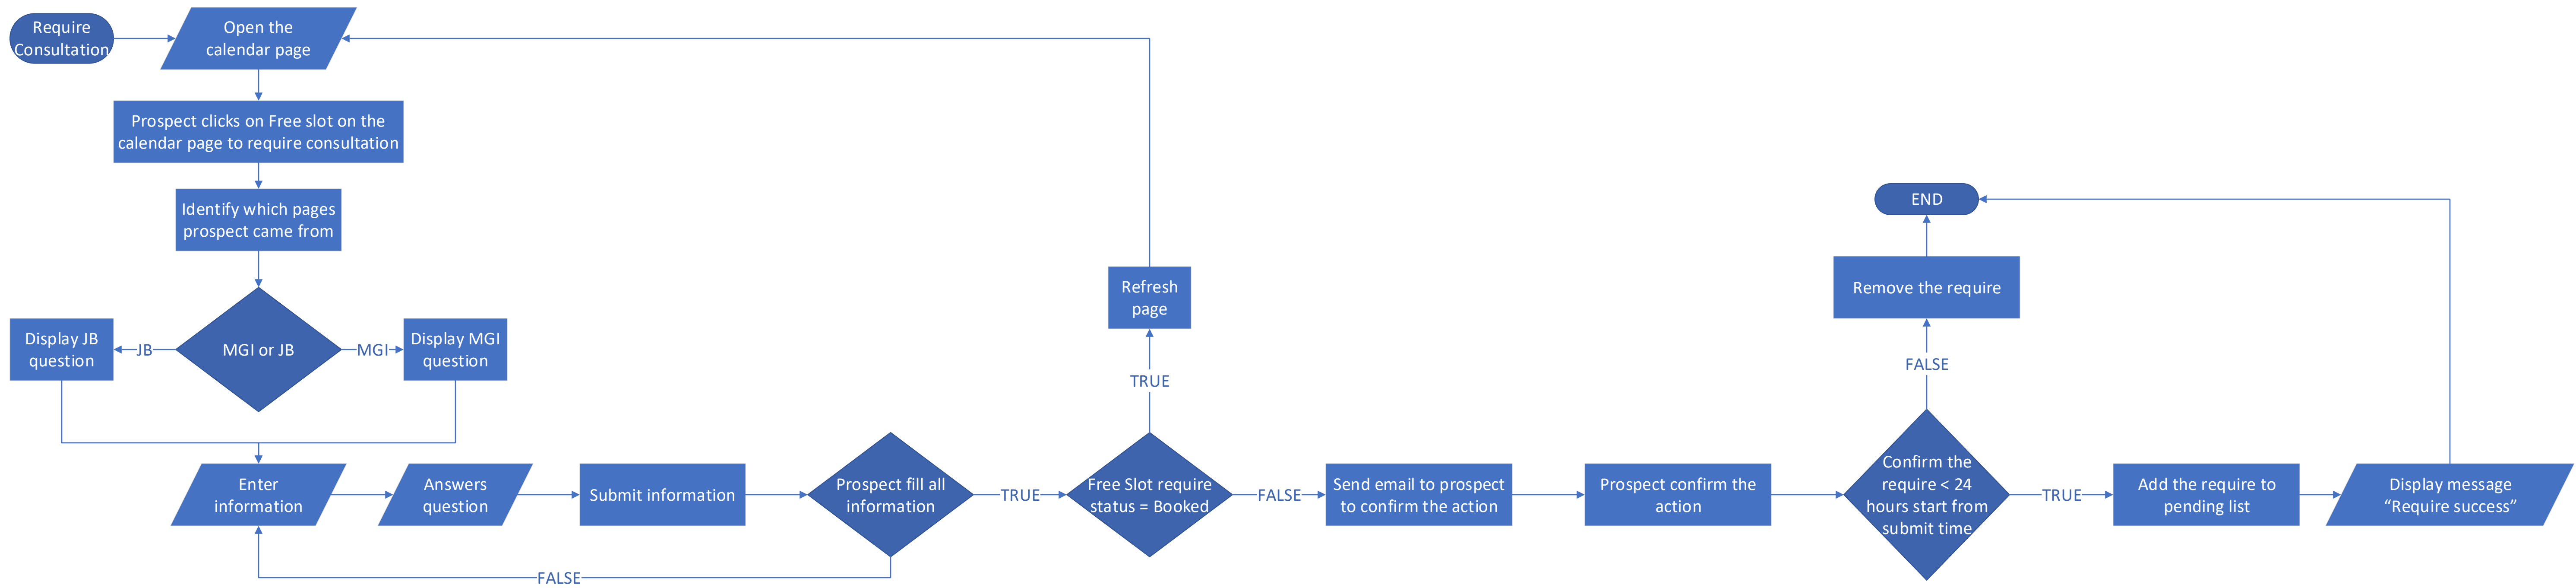 Require
Consultation
Open the
calendar page
Prospect clicks on Free slot on the
calendar page to require consultation
Identify which pages
prospect came from
MGI or JB
JB
MGI
Display JB
question
Display MGI
question
Enter
information
Answers
question
Submit information
Prospect fill all
information
FALSE
TRUE
Free Slot require
status = Booked
TRUE
Refresh
page
FALSE
Send email to prospect
to confirm the action
Prospect confirm the
action
Confirm the
require < 24
hours start from
submit time
FALSE
Remove the require
END
TRUE
Add the require to
pending list
Display message
“Require success”